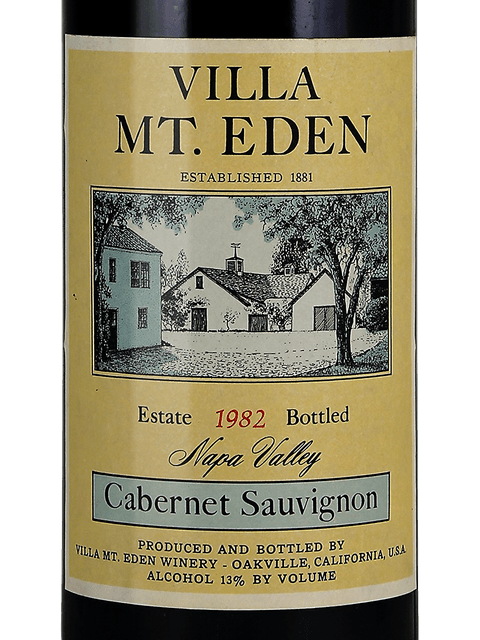 VILLA
MT. EDEN
ESTABLISHED 1881
Estate 1982 Bottled
Napa Valley
Cabernet Sauvignon
PRODUCED AND BOTTLED BY
VILLA MT. EDEN WINERY - OAKVILLE, CALIFORNIA, U.S.A.
ALCOHOL 13% BY VOLUME